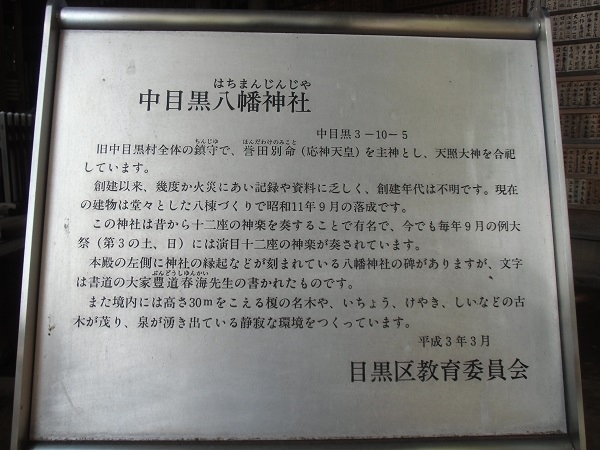 はちまんじんじや
中目黒八幡神社
中目黒3-10-5
ちんじゆ ほんだわけのみこと
旧中目黒村全体の鎮守で、誉田別命(応神天皇)を主神とし、天照大神を合祀
しています。
創建以来、幾度か火災にあい記録や資料に乏しく、創建年代は不明です。現在
の建物は堂々とした八棟づくりで昭和11年9月の落成です。
この神社は昔から十二座の神楽を奏することで有名で、今でも毎年9月の例大
祭(第3の土、日)には演目十二座の神楽が奏されています。
本殿の左側に神社の縁起などが刻まれている八幡神社の碑がありますが、文字
ぶんどうしゆんかい
は書道の大家豊道春海先生の書かれたものです。
また境内には高さ30mをこえる榎の名木や、いちょう、けやき、しいなどの古
木が茂り、泉が湧き出ている静寂な環境をつくっています。
平成3年3月
目黒区教育委員会